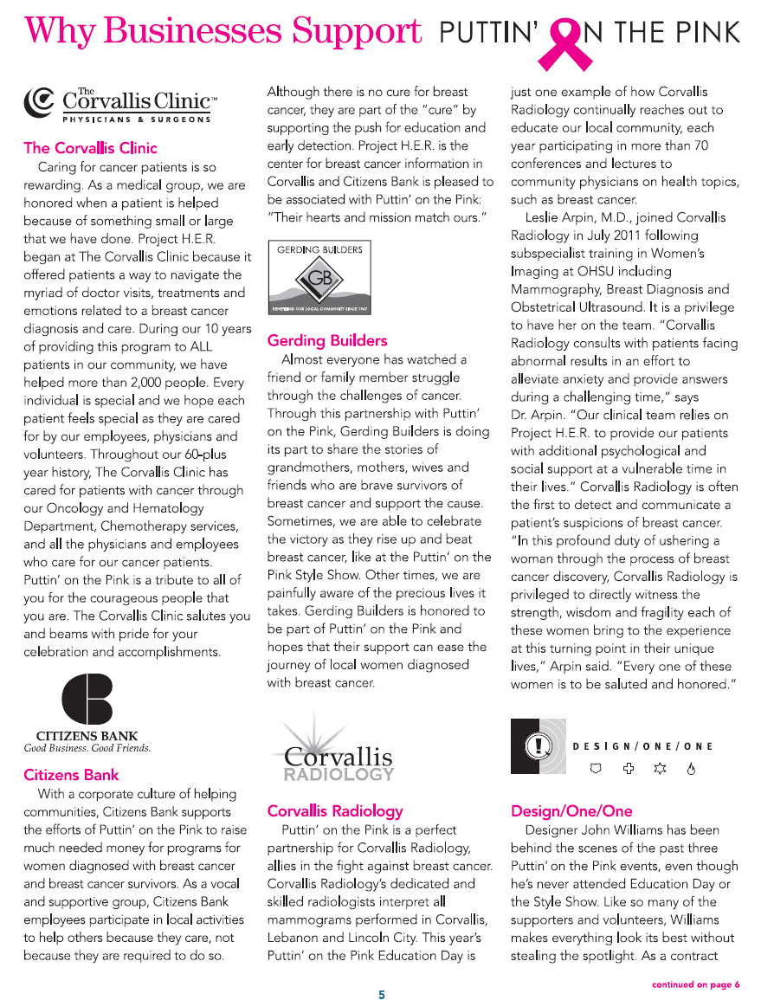 Why Businesses Support PUTTIN' ON THE PINK
The
Corvallis Clinic™
PHYSICIANS & SURGEONS
The Corvallis Clinic
Caring for cancer patients is so
rewarding. As a medical group, we are
honored when a patient is helped
because of something small or large
that we have done. Project H.E.R.
began at The Corvallis Clinic because it
offered patients a way to navigate the
myriad of doctor visits, treatments and
emotions related to a breast cancer
diagnosis and care. During our 10 years
of providing this program to ALL
patients in our community, we have
helped more than 2,000 people. Every
individual is special and we hope each
patient feels special as they are cared
for by our employees, physicians and
volunteers. Throughout our 60-plus
year history, The Corvallis Clinic has
cared for patients with cancer through
our Oncology and Hematology
Department, Chemotherapy services,
and all the physicians and employees
who care for our cancer patients.
Puttin' on the Pink is a tribute to all of
you for the courageous people that
you are. The Corvallis Clinic salutes you
and beams with pride for your
celebration and accomplishments.
CITIZENS BANK
Good Business. Good Friends.
Citizens Bank
With a corporate culture of helping
communities, Citizens Bank supports
the efforts of Puttin' on the Pink to raise
much needed money for programs for
women diagnosed with breast cancer
and breast cancer survivors. As a vocal
and supportive group, Citizens Bank
employees participate in local activities
to help others because they care, not
because they are required to do so.
Although there is no cure for breast
cancer, they are part of the "cure" by
supporting the push for education and
early detection. Project H.E.R. is the
center for breast cancer information in
Corvallis and Citizens Bank is pleased to
be associated with Puttin' on the Pink:
"Their hearts and mission match ours."
GERDING BUILDERS
GB
BENEFITING OUR LOCAL COMMUNITY SINCE 1947
Gerding Builders
Almost everyone has watched a
friend or family member struggle
through the challenges of cancer.
Through this partnership with Puttin'
on the Pink, Gerding Builders is doing
its part to share the stories of
grandmothers, mothers, wives and
friends who are brave survivors of
breast cancer and support the cause.
Sometimes, we are able to celebrate
the victory as they rise up and beat
breast cancer, like at the Puttin' on the
Pink Style Show. Other times, we are
painfully aware of the precious lives it
takes. Gerding Builders is honored to
be part of Puttin' on the Pink and
hopes that their support can ease the
journey of local women diagnosed
with breast cancer.
Corvallis
RADIOLOGY
Corvallis Radiology
Puttin' on the Pink is a perfect
partnership for Corvallis Radiology,
allies in the fight against breast cancer.
Corvallis Radiology's dedicated and
skilled radiologists interpret all
mammograms performed in Corvallis,
Lebanon and Lincoln City. This year's
Puttin' on the Pink Education Day is
just one example of how Corvallis
Radiology continually reaches out to
educate our local community, each
year participating in more than 70
conferences and lectures to
community physicians on health topics,
such as breast cancer.
Leslie Arpin, M.D., joined Corvallis
Radiology in July 2011 following
subspecialist training in Women's
Imaging at OHSU including
Mammography, Breast Diagnosis and
Obstetrical Ultrasound. It is a privilege
to have her on the team. "Corvallis
Radiology consults with patients facing
abnormal results in an effort to
alleviate anxiety and provide answers
during a challenging time," says
Dr. Arpin. "Our clinical team relies on
Project H.E.R. to provide our patients
with additional psychological and
social support at a vulnerable time in
their lives." Corvallis Radiology is often
the first to detect and communicate a
patient's suspicions of breast cancer.
"In this profound duty of ushering a
woman through the process of breast
cancer discovery, Corvallis Radiology is
privileged to directly witness the
strength, wisdom and fragility each of
these women bring to the experience
at this turning point in their unique
lives," Arpin said. "Every one of these
women is to be saluted and honored."
DESIGN/ONE/ONE
Design/One/One
Designer John Williams has been
behind the scenes of the past three
Puttin' on the Pink events, even though
he's never attended Education Day or
the Style Show. Like so many of the
supporters and volunteers, Williams
makes everything look its best without
stealing the spotlight. As a contract
continued on page 6
5